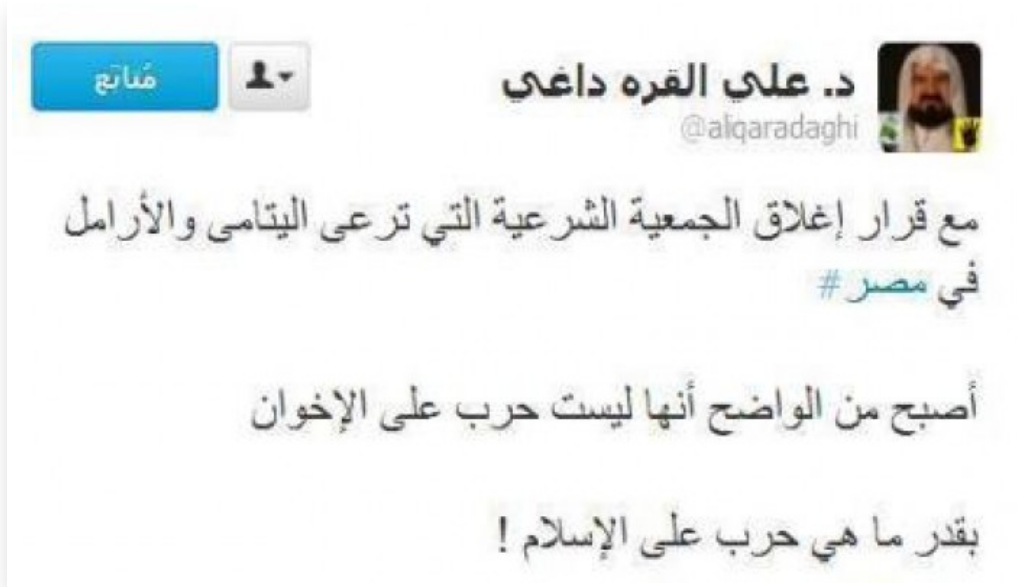 د. علي القره داغي
@alqaradaghi
مُتابَع
مع قرار إغلاق الجمعية الشرعية التي ترعى اليتامى والأرامل
في مصر #
أصبح من الواضح أنها ليست حرب على الإخوان
بقدر ما هي حرب على الإسلام !